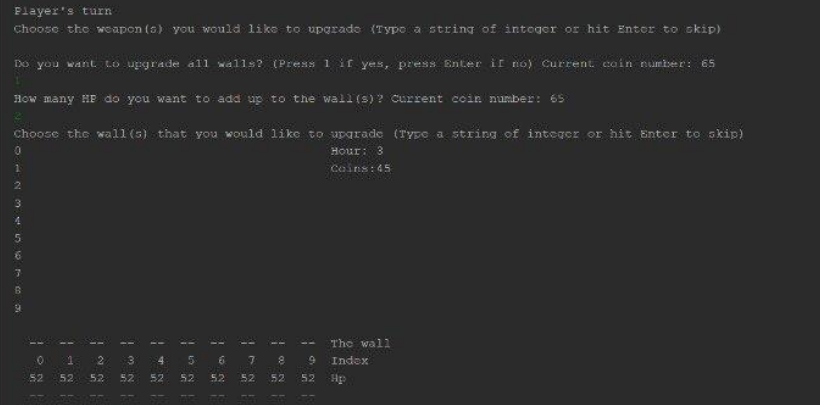 Player's turn
Choose the weapon(s) you would like to upgrade (Type a string of integer or hit Enter to skip)
Do you want to upgrade all walls? (Press 1 if yes, press Enter if no) Current coin number: 65
1
How many HP do you want to add up to the wall(s)? Current coin number: 65
2
Choose the wall(s) that you would like to upgrade (Type a string of integer or hit Enter to skip)
0 Hour: 3
1 Coins:45
2
3
4
5
6
7
8
9
-- -- -- -- -- -- -- -- -- -- The wall
0 1 2 3 4 5 6 7 8 9 Index
52 52 52 52 52 52 52 52 52 52 Hp
-- -- -- -- -- -- -- -- -- --